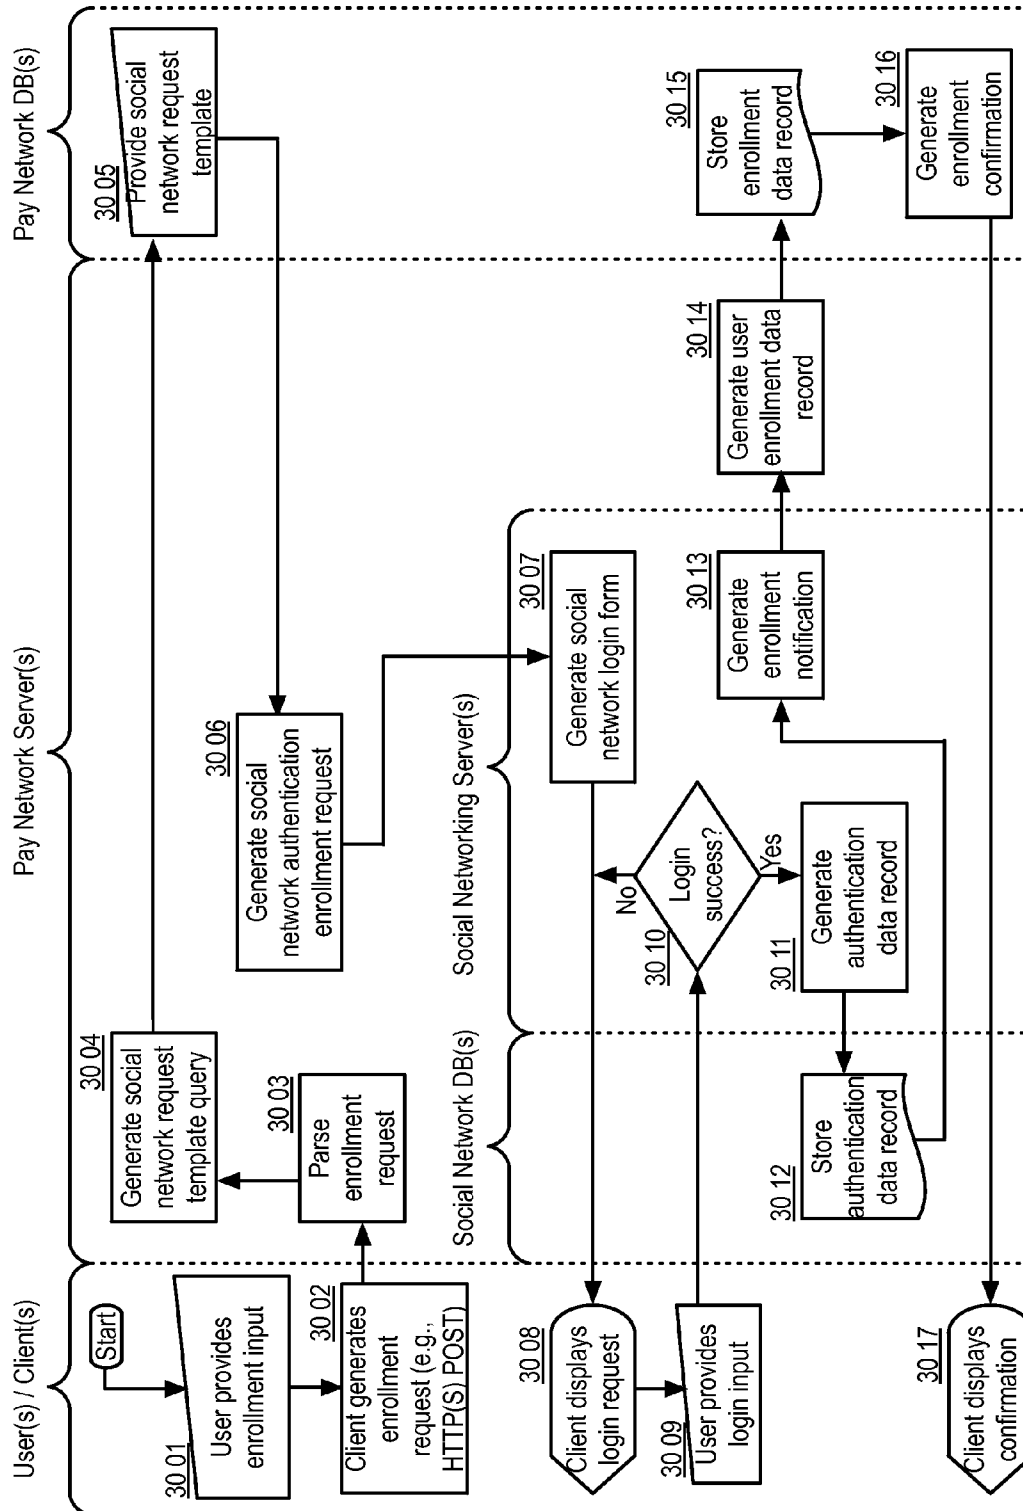 User(s) / Client(s)
Pay Network Server(s)
Pay Network DB(s)
Start
30 01
User provides
enrollment input
30 02
Client generates
enrollment
request (e.g.,
HTTP(S) POST)
30 03
Parse
enrollment
request
30 04
Generate social
network request
template query
30 05
Provide social
network request
template
30 06
Generate social
network authentication
enrollment request
Social Network DB(s)
Social Networking Server(s)
30 07
Generate social
network login form
30 08
Client displays
login request
30 09
User provides
login input
30 10
Login
success?
No
Yes
30 11
Generate
authentication
data record
30 12
Store
authentication
data record
30 13
Generate
enrollment
notification
30 14
Generate user
enrollment data
record
30 15
Store
enrollment
data record
30 16
Generate
enrollment
confirmation
30 17
Client displays
confirmation